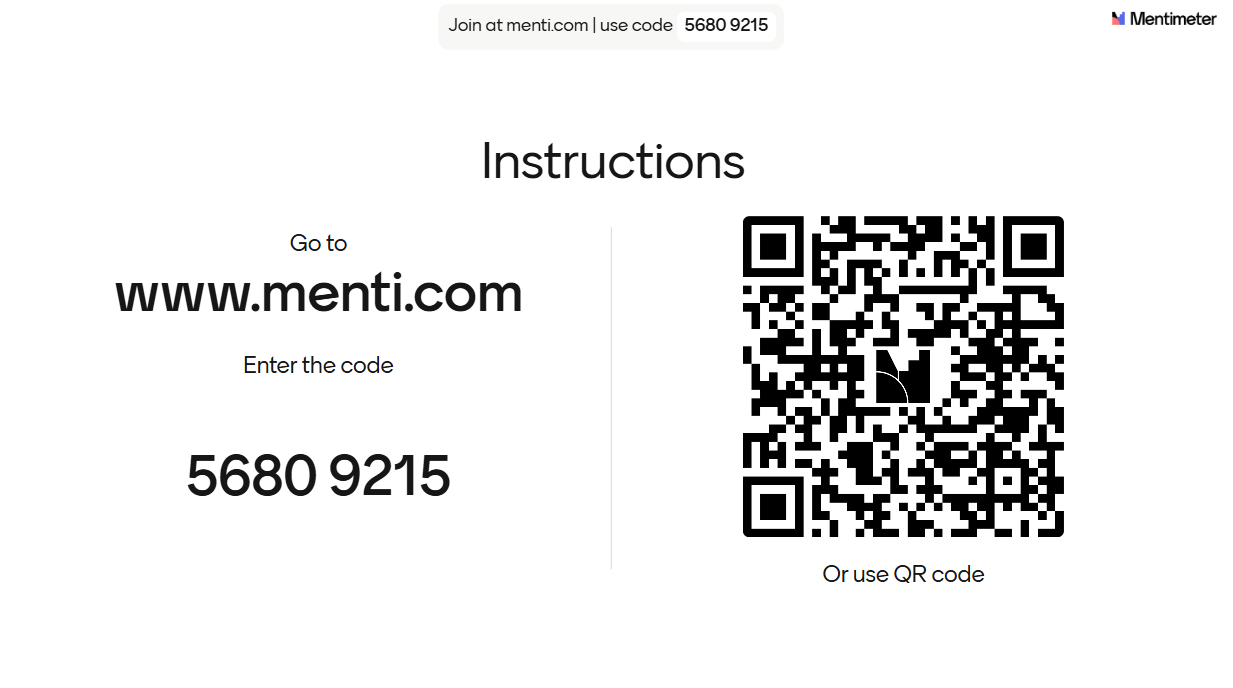 Join at menti.com | use code 5680 9215
Mentimeter
Instructions
Go to
www.menti.com
Enter the code
5680 9215
Or use QR code